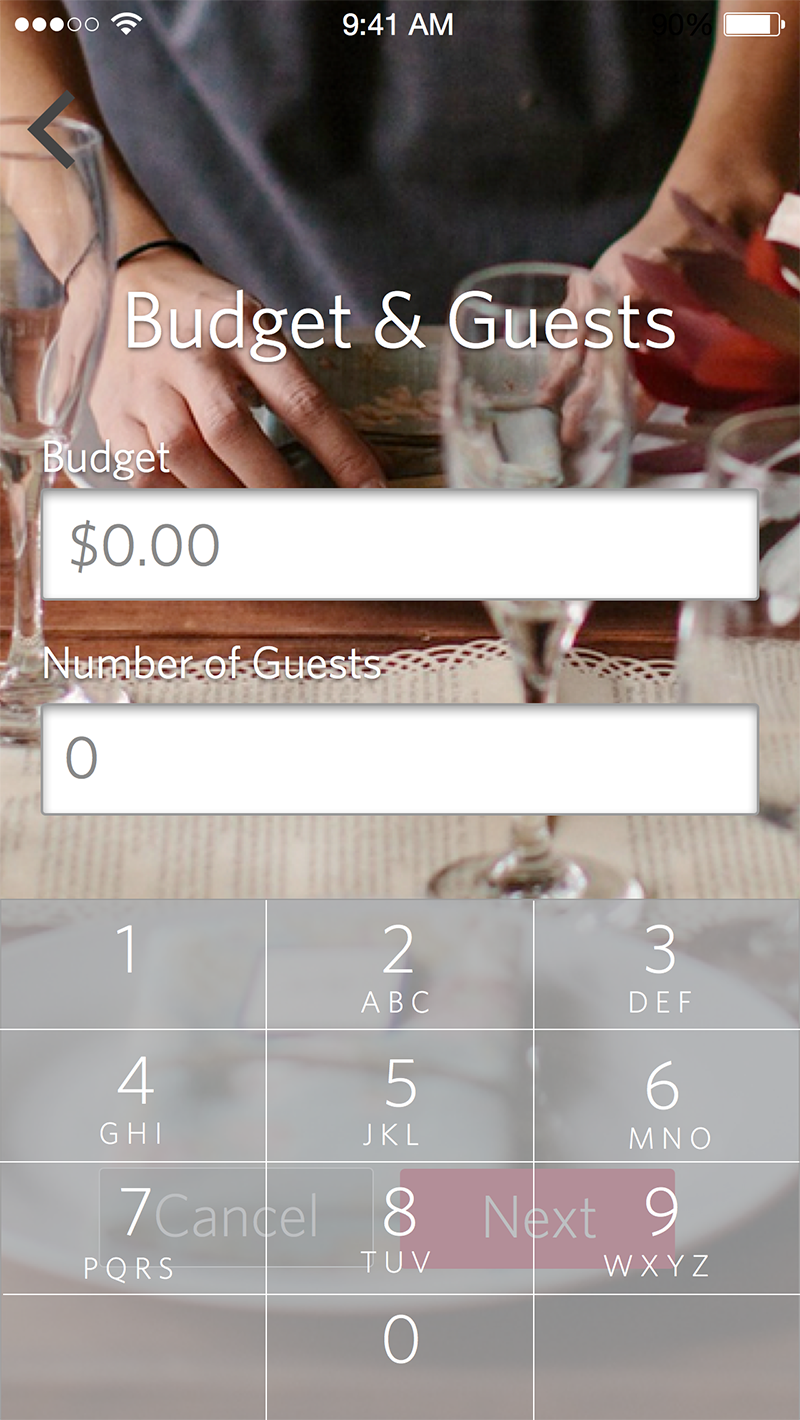 9:41 AM 90%
Budget & Guests
Budget
$0.00
Number of Guests
0
1 2 3
ABC DEF
4 5 6
GHI JKL MNO
Cancel Next
7 8 9
PQRS TUV WXYZ
0